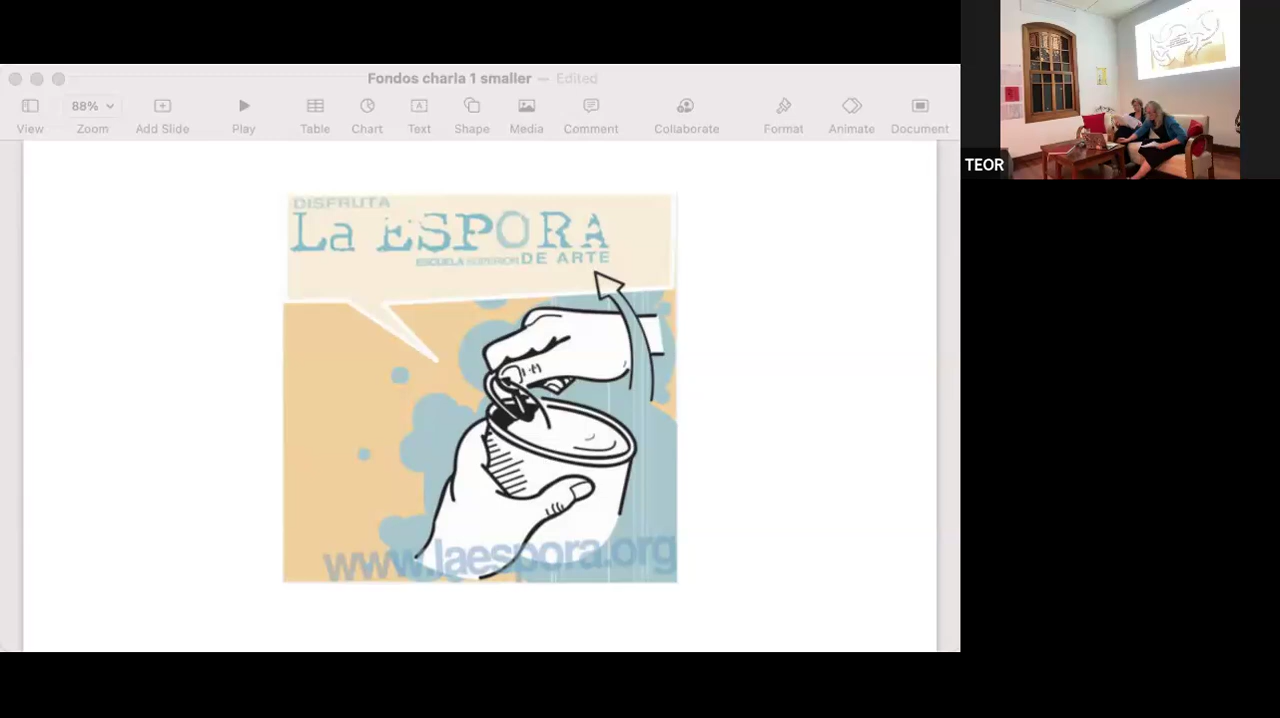 Fondos charla 1 smaller — Edited
88%
View Zoom Add Slide Play Table Chart Text Shape Media Comment Collaborate Format Animate Document
TEOR
DISFRUTA
La ESPORA
ESCUELA SUPERIOR DE ARTE
www.laespora.org